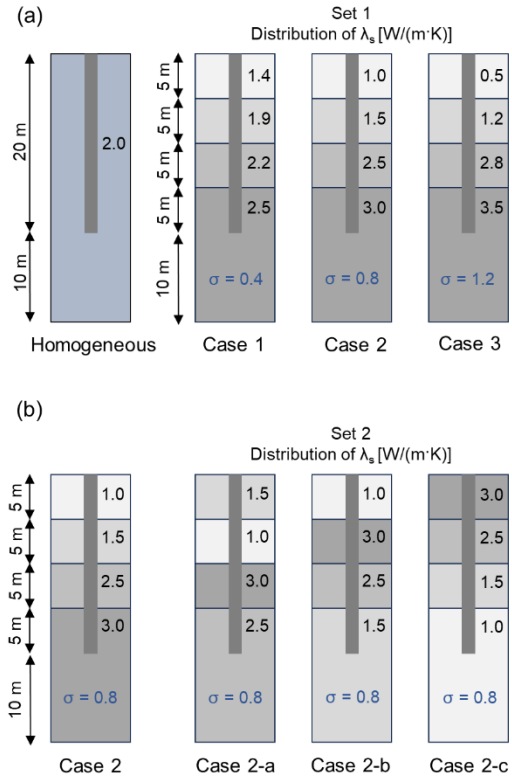 (a)
Set 1
Distribution of λs [W/(m·K)]
20 m
10 m
2.0
Homogeneous
5 m
5 m
5 m
5 m
10 m
1.4
1.9
2.2
2.5
σ = 0.4
Case 1
1.0
1.5
2.5
3.0
σ = 0.8
Case 2
0.5
1.2
2.8
3.5
σ = 1.2
Case 3
(b)
Set 2
Distribution of λs [W/(m·K)]
5 m
5 m
5 m
5 m
10 m
1.0
1.5
2.5
3.0
σ = 0.8
Case 2
1.5
1.0
3.0
2.5
σ = 0.8
Case 2-a
1.0
3.0
2.5
1.5
σ = 0.8
Case 2-b
3.0
2.5
1.5
1.0
σ = 0.8
Case 2-c